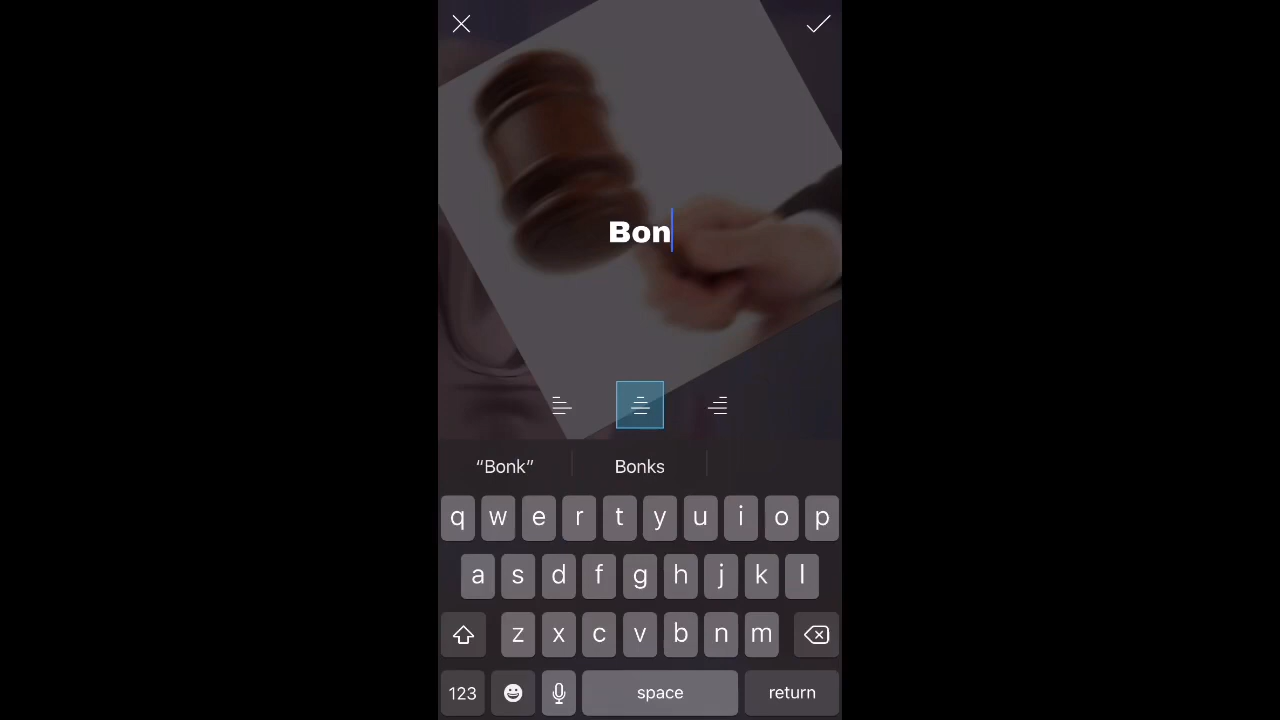 Bon
“Bonk” Bonks
q w e r t y u i o p
a s d f g h j k l
z x c v b n m
123 space return